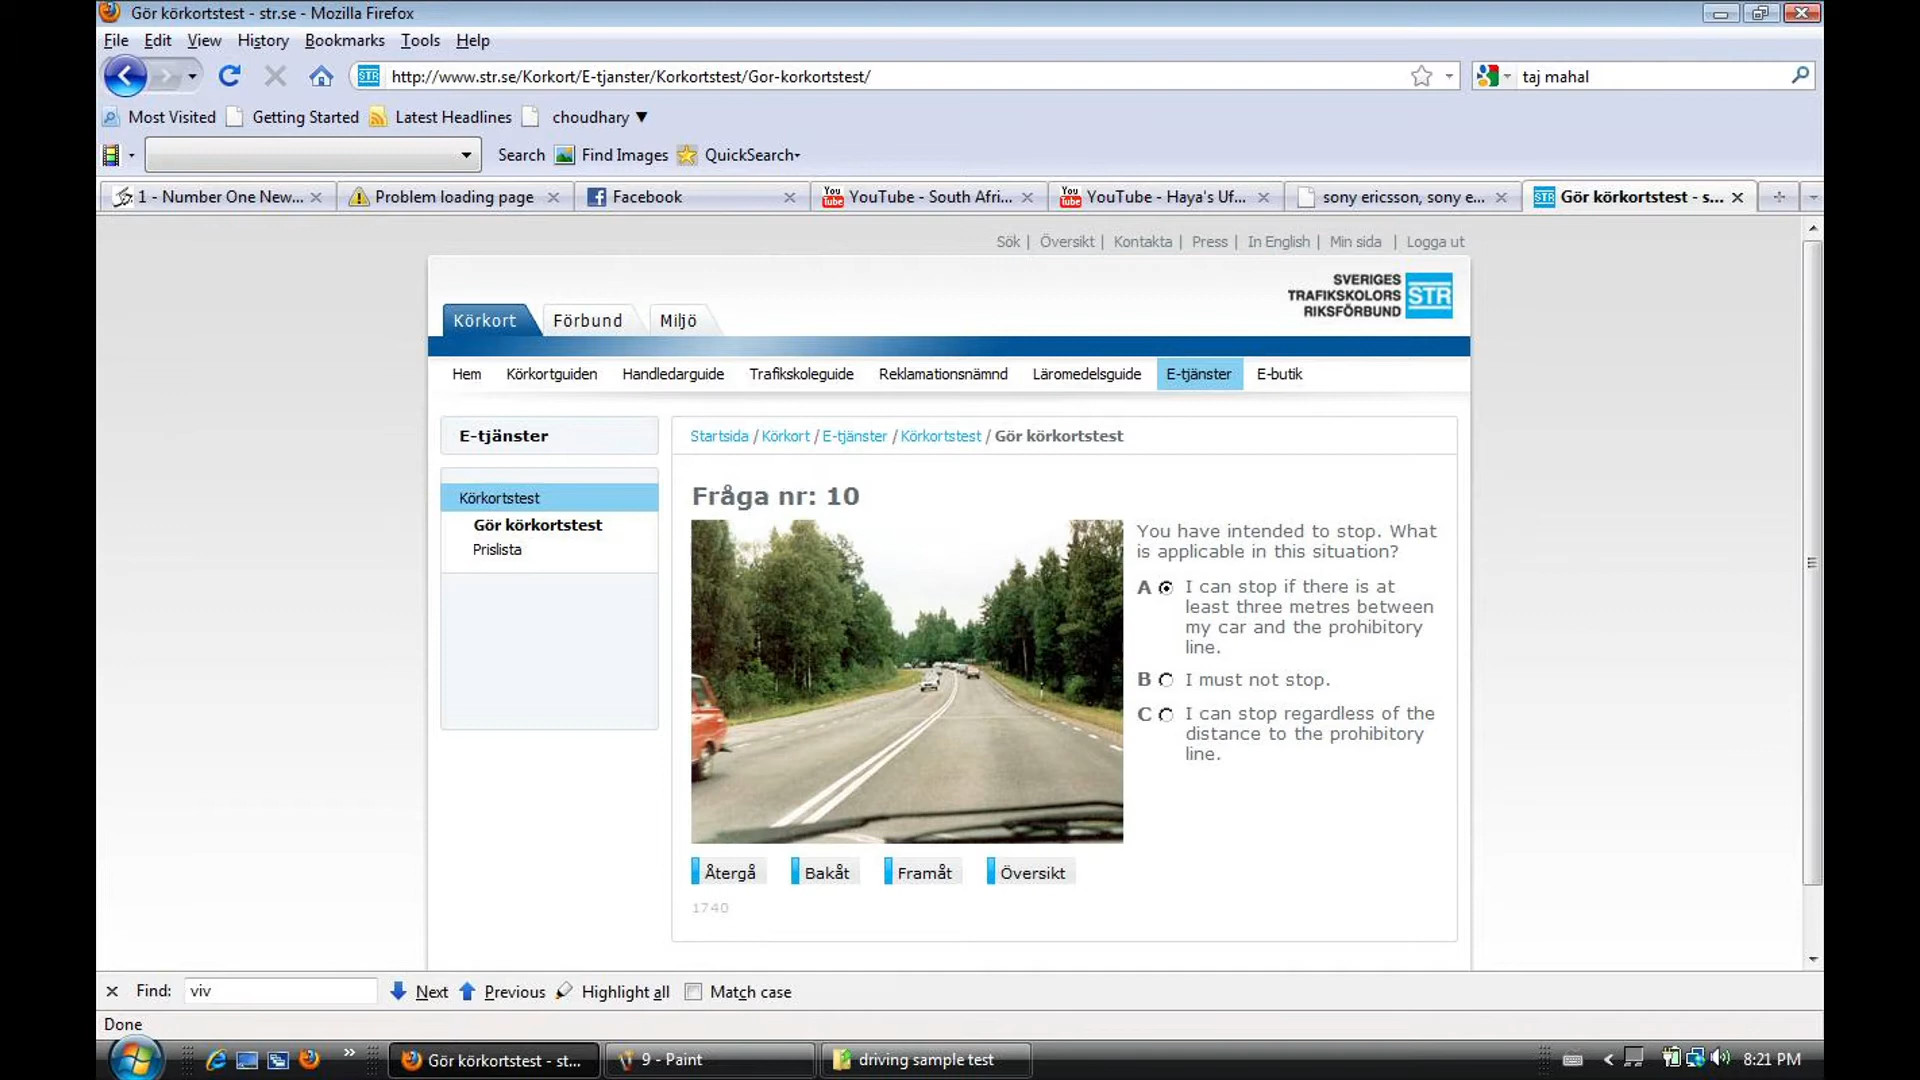 Gör körkortstest - str.se - Mozilla Firefox
File Edit View History Bookmarks Tools Help
http://www.str.se/Korkort/E-tjanster/Korkortstest/Gor-korkortstest/ taj mahal
Most Visited Getting Started Latest Headlines choudhary ▼
Search Find Images QuickSearch
1 - Number One New... Problem loading page Facebook YouTube - South Afri... YouTube - Haya's Uf... sony ericsson, sony e... Gör körkortstest - s...
Sök | Översikt | Kontakta | Press | In English | Min sida | Logga ut
SVERIGES
TRAFIKSKOLORS
RIKSFÖRBUND
STR
Körkort Förbund Miljö
Hem Körkortguiden Handledarguide Trafikskoleguide Reklamationsnämnd Läromedelsguide E-tjänster E-butik
E-tjänster
Startsida / Körkort / E-tjänster / Körkortstest / Gör körkortstest
Körkortstest
Gör körkortstest
Prislista
Fråga nr: 10
You have intended to stop. What
is applicable in this situation?
A I can stop if there is at
least three metres between
my car and the prohibitory
line.
B I must not stop.
C I can stop regardless of the
distance to the prohibitory
line.
Återgå Bakåt Framåt Översikt
1740
Find: viv Next Previous Highlight all Match case
Done
Gör körkortstest - st... 9 - Paint driving sample test 8:21 PM